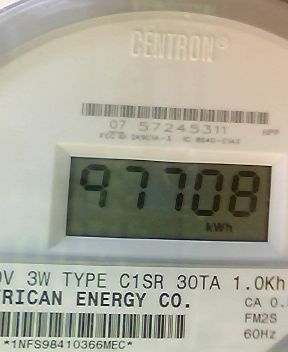 CENTRON®
07 57245311
HPP
97708
kWh
0V 3W TYPE C1SR 30TA 1.0Kh
RICAN ENERGY CO.
CA 0.
FM2S
60Hz
*1NFS98410366MEC*